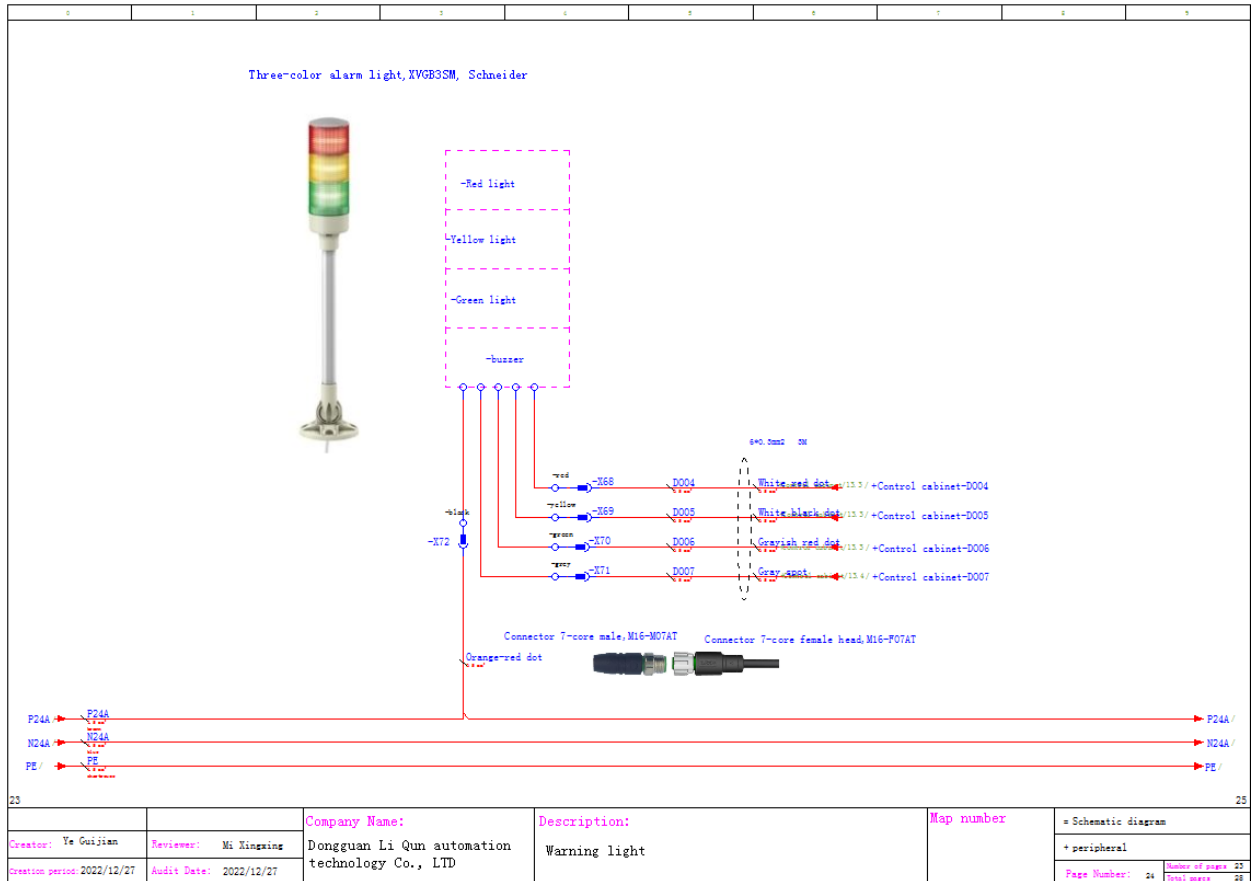 0 1 2 3 4 5 6 7 8 9
Three-color alarm light,XVGB3SM, Schneider
-Red light
-Yellow light
-Green light
-buzzer
6*0.3mm2 3M
-red
-X68
D004
White red dot
/ +Control cabinet-D004
-yellow
-X69
D005
White black dot
/ +Control cabinet-D005
-black
-X72
-green
-X70
D006
Grayish red dot
/ +Control cabinet-D006
-gray
-X71
D007
Gray spot
/ +Control cabinet-D007
Connector 7-core male,M16-M07AT
Connector 7-core female head,M16-F07AT
Orange-red dot
P24A /
P24A
P24A /
N24A /
N24A
N24A /
PE /
PE
PE /
23
25
Company Name:
Description:
Map number
= Schematic diagram
Creator: Ye Guijian
Reviewer: Mi Xingxing
Dongguan Li Qun automation
technology Co., LTD
Warning light
+ peripheral
Creation period: 2022/12/27
Audit Date: 2022/12/27
Page Number: 24
Number of pages 23
Total pages 28